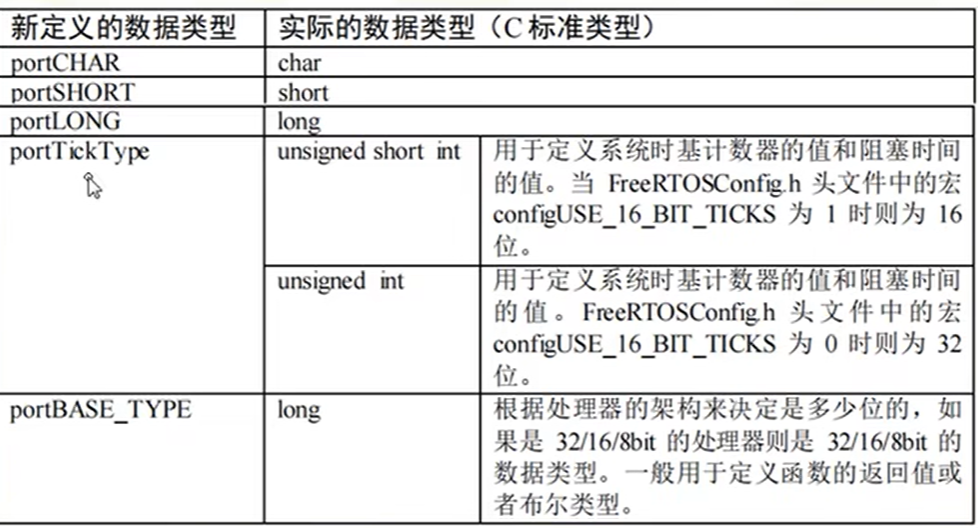 新定义的数据类型 实际的数据类型（C标准类型）
portCHAR char
portSHORT short
portLONG long
portTickType unsigned short int 用于定义系统时基计数器的值和阻塞时间
的值。当 FreeRTOSConfig.h 头文件中的宏
configUSE_16_BIT_TICKS 为 1 时则为 16
位。
unsigned int 用于定义系统时基计数器的值和阻塞时间
的值。FreeRTOSConfig.h 头文件中的宏
configUSE_16_BIT_TICKS 为 0 时则为 32
位。
portBASE_TYPE long 根据处理器的架构来决定是多少位的，如
果是 32/16/8bit 的处理器则是 32/16/8bit 的
数据类型。一般用于定义函数的返回值或
者布尔类型。